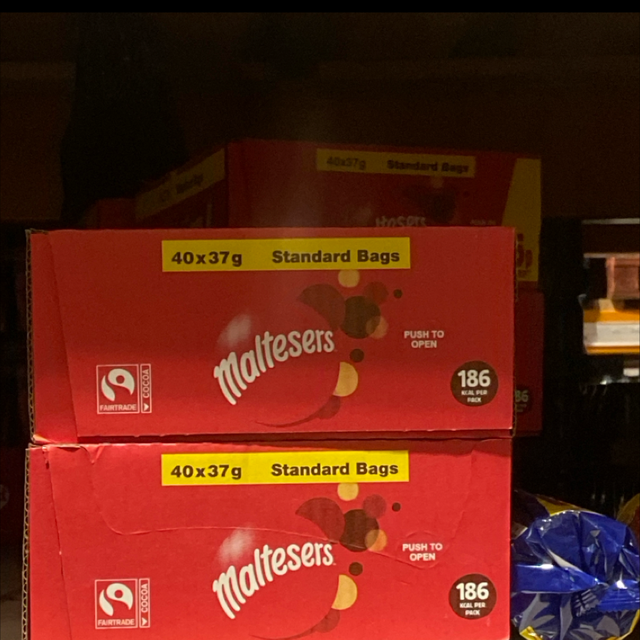 40x37g Standard Bags
40x37g Standard Bags
Maltesers
PUSH TO
OPEN
FAIRTRADE
COCOA
186
KCAL PER
PACK
86
40x37g Standard Bags
Maltesers
PUSH TO
OPEN
FAIRTRADE
COCOA
186
KCAL PER
PACK